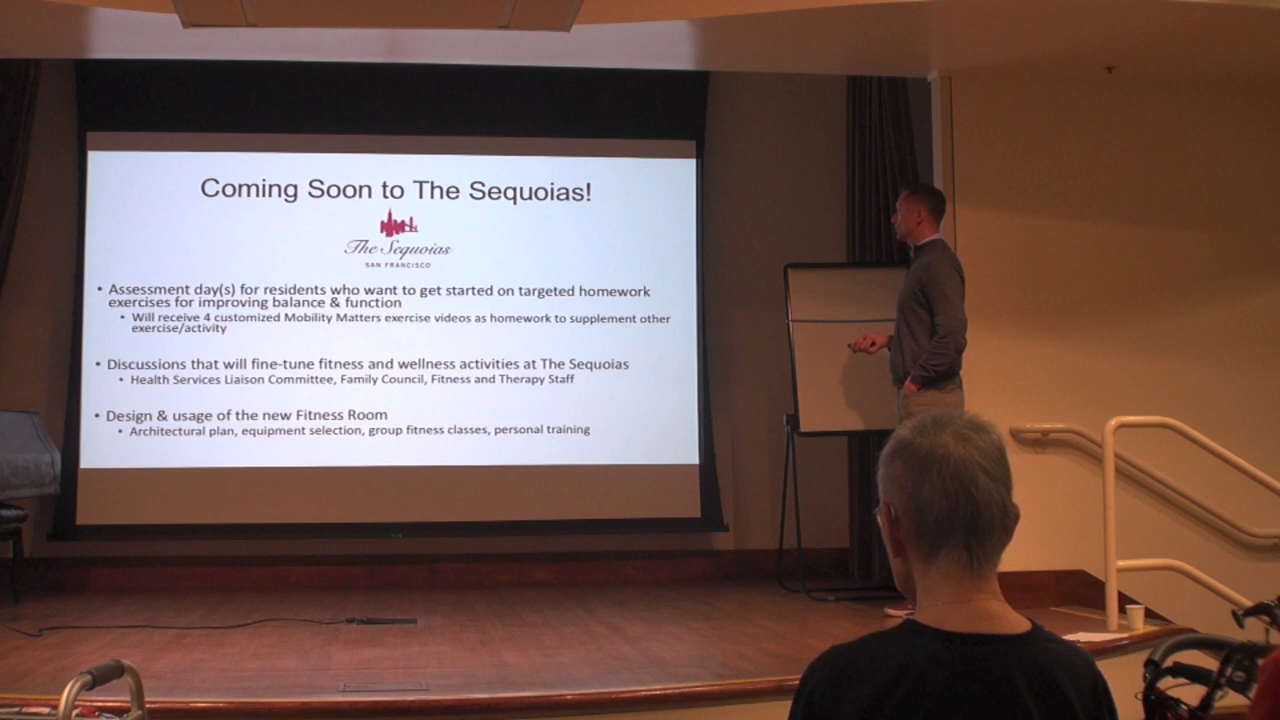 Coming Soon to The Sequoias!
The Sequoias
SAN FRANCISCO
• Assessment day(s) for residents who want to get started on targeted homework
exercises for improving balance & function
• Will receive 4 customized Mobility Matters exercise videos as homework to supplement other
exercise/activity
• Discussions that will fine-tune fitness and wellness activities at The Sequoias
• Health Services Liaison Committee, Family Council, Fitness and Therapy Staff
• Design & usage of the new Fitness Room
• Architectural plan, equipment selection, group fitness classes, personal training